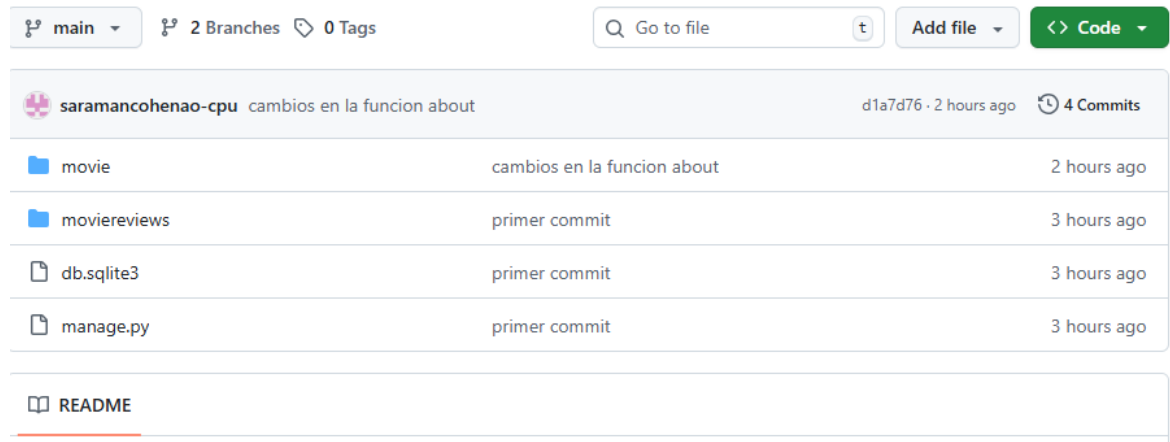 main 2 Branches 0 Tags Go to file t Add file <> Code
saramancohenao-cpu cambios en la funcion about d1a7d76 · 2 hours ago 4 Commits
movie cambios en la funcion about 2 hours ago
moviereviews primer commit 3 hours ago
db.sqlite3 primer commit 3 hours ago
manage.py primer commit 3 hours ago
README